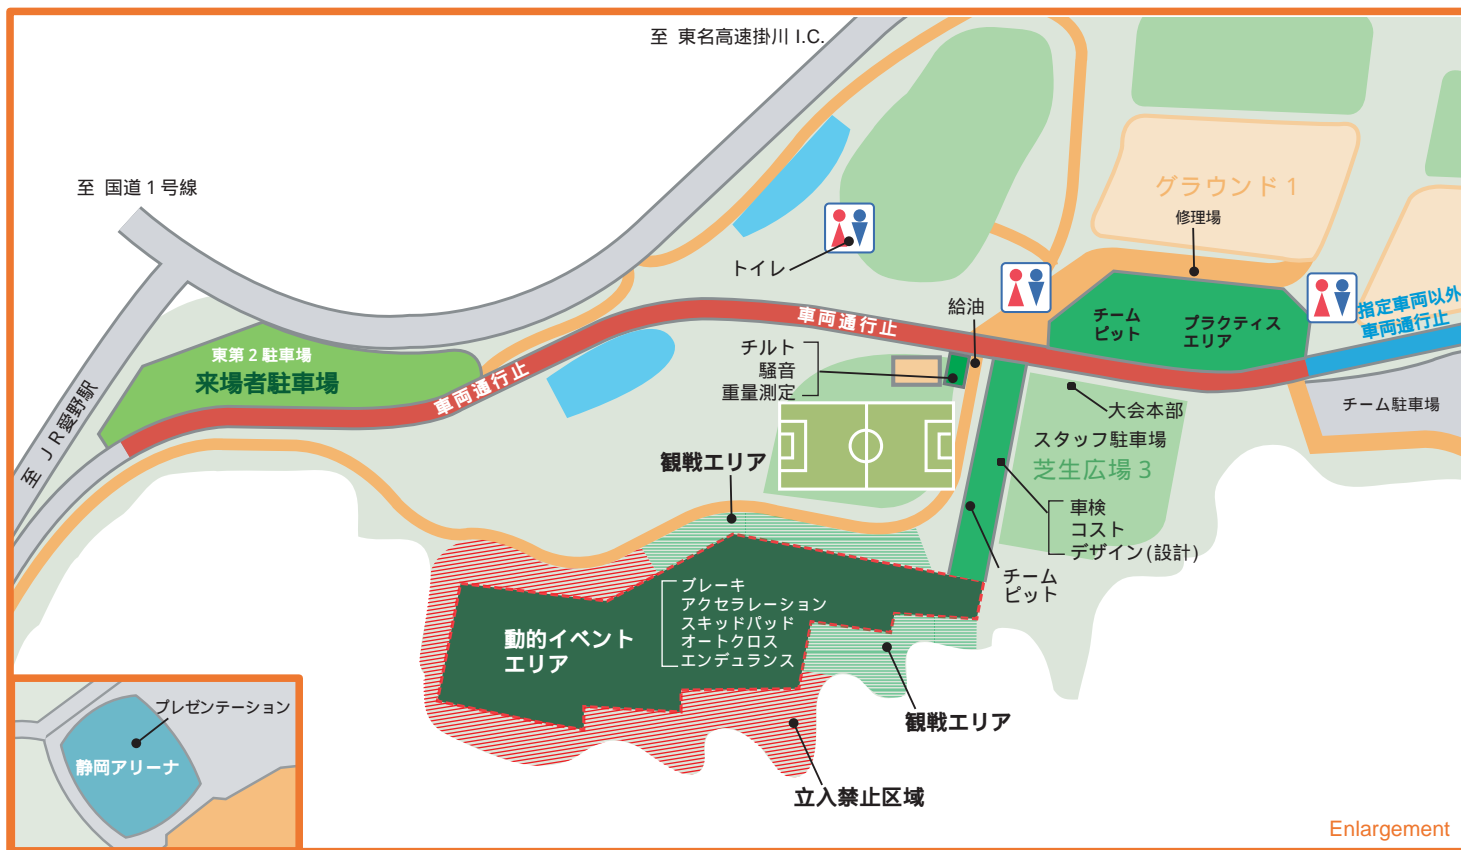 至 東名高速掛川 I.C.
至 国道1号線
グラウンド1
修理場
トイレ
給油
指定車両以外
車両通行止
車両通行止
チーム
ピット
プラクティス
エリア
チルト
騒音
重量測定
東第2駐車場
来場者駐車場
車両通行止
至 JR愛野駅
大会本部
チーム駐車場
スタッフ駐車場
芝生広場3
観戦エリア
車検
コスト
デザイン(設計)
チーム
ピット
ブレーキ
アクセラレーション
スキッドパッド
オートクロス
エンデュランス
動的イベント
エリア
観戦エリア
プレゼンテーション
静岡アリーナ
立入禁止区域
Enlargement